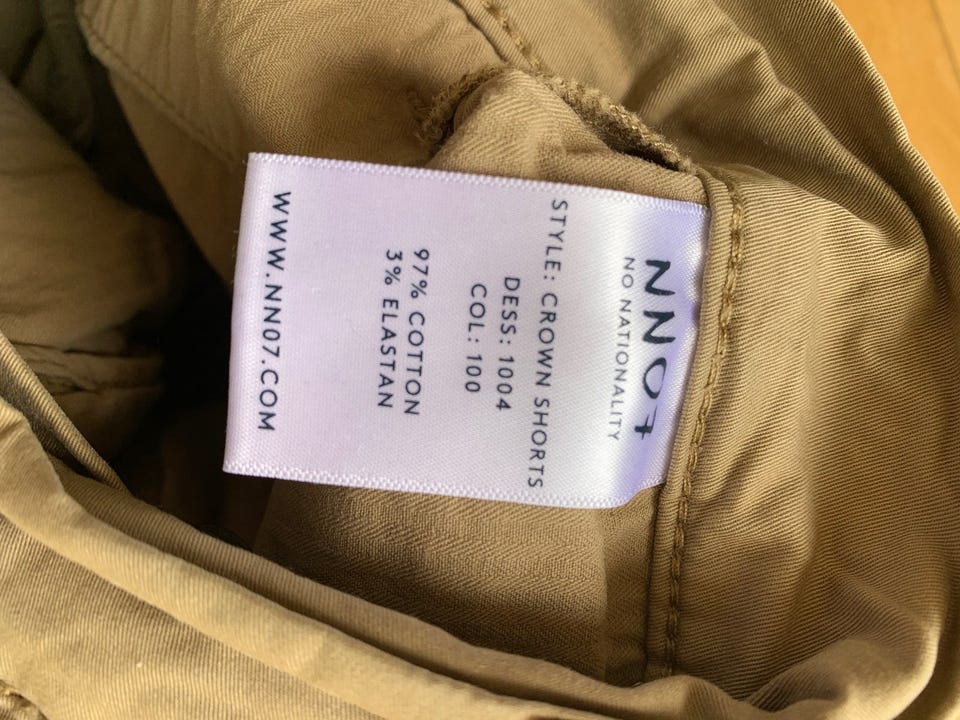 NN07
NO NATIONALITY
STYLE: CROWN SHORTS
DESS: 1004
COL: 100
97% COTTON
3% ELASTAN
WWW.NN07.COM